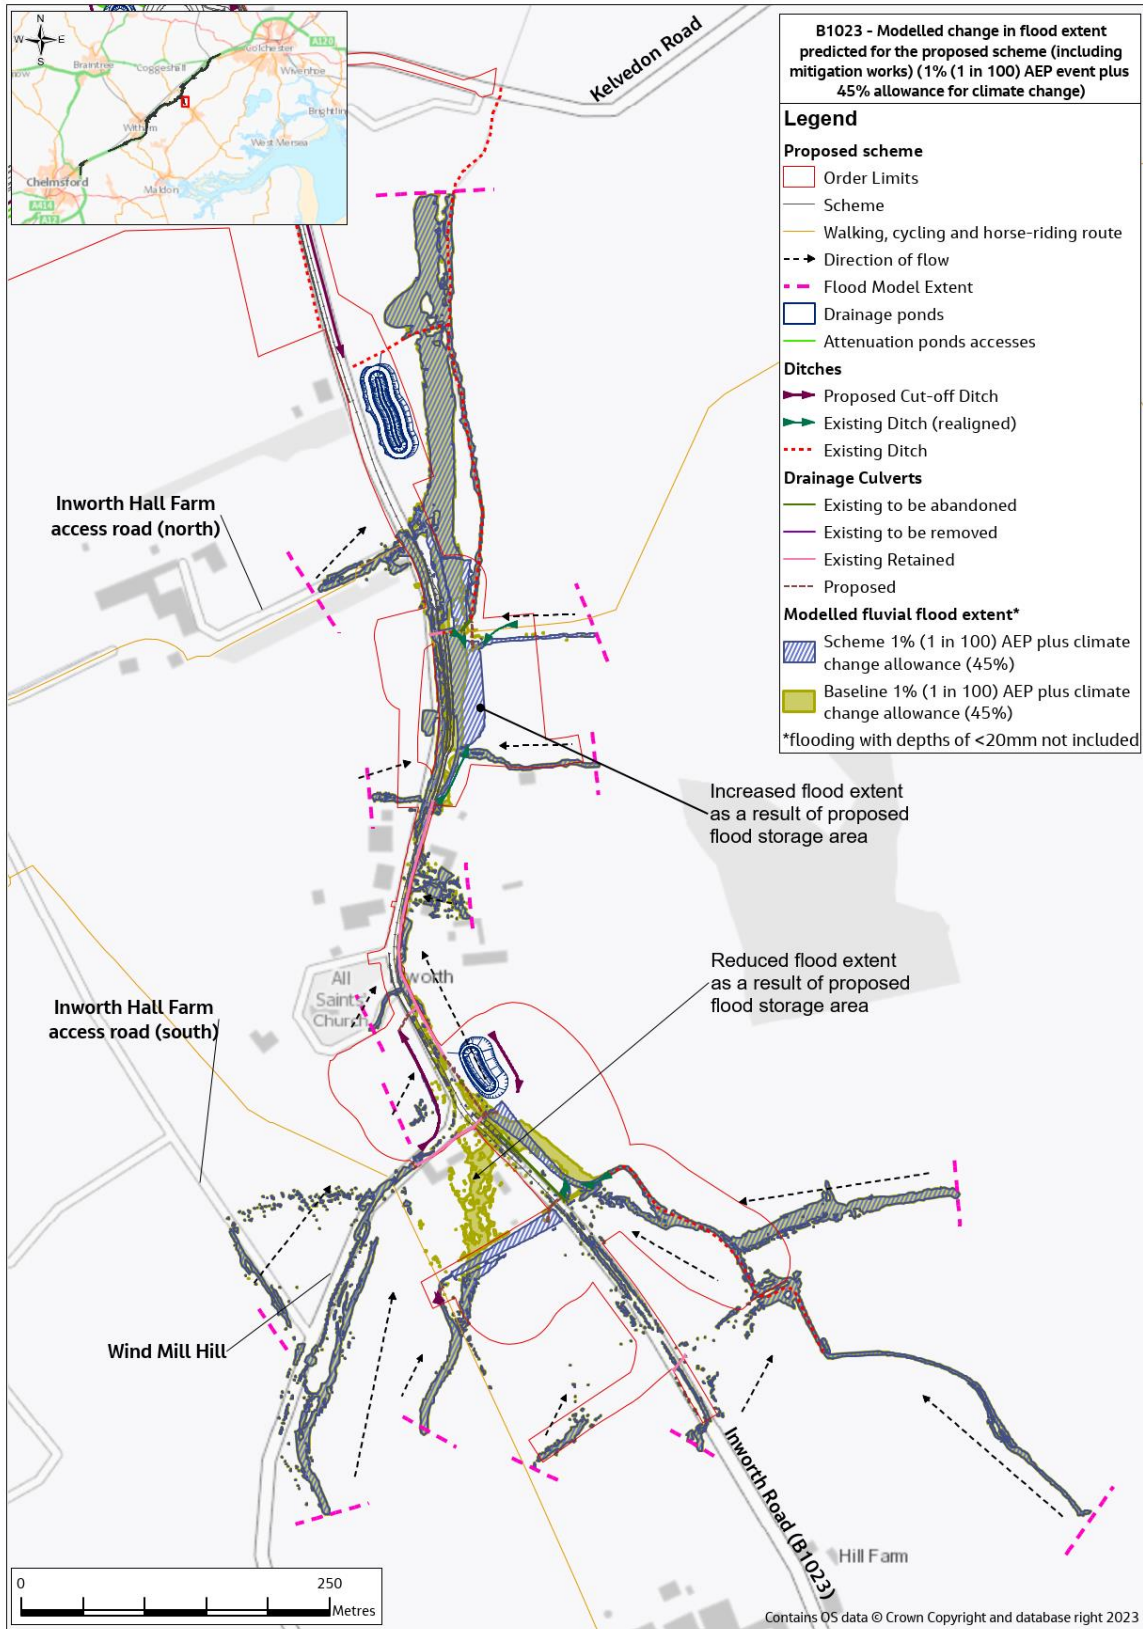 B1023 - Modelled change in flood extent
predicted for the proposed scheme (including
mitigation works) (1% (1 in 100) AEP event plus
45% allowance for climate change)
Legend
Proposed scheme
Order Limits
Scheme
Walking, cycling and horse-riding route
Direction of flow
Flood Model Extent
Drainage ponds
Attenuation ponds accesses
Ditches
Proposed Cut-off Ditch
Existing Ditch (realigned)
Existing Ditch
Drainage Culverts
Existing to be abandoned
Existing to be removed
Existing Retained
Proposed
Modelled fluvial flood extent*
Scheme 1% (1 in 100) AEP plus climate
change allowance (45%)
Baseline 1% (1 in 100) AEP plus climate
change allowance (45%)
*flooding with depths of <20mm not included
N
W E
S
A120
olchester
Braintree
Coggeshall
Wivenhoe
Brightlin
Witham
West Mersea
Chelmsford
Maldon
A414
A12
Kelvedon Road
Inworth Hall Farm
access road (north)
Increased flood extent
as a result of proposed
flood storage area
Reduced flood extent
as a result of proposed
flood storage area
All
Saints'
Church
worth
Inworth Hall Farm
access road (south)
Wind Mill Hill
Inworth Road (B1023)
Hill Farm
0 250
Metres
Contains OS data © Crown Copyright and database right 2023